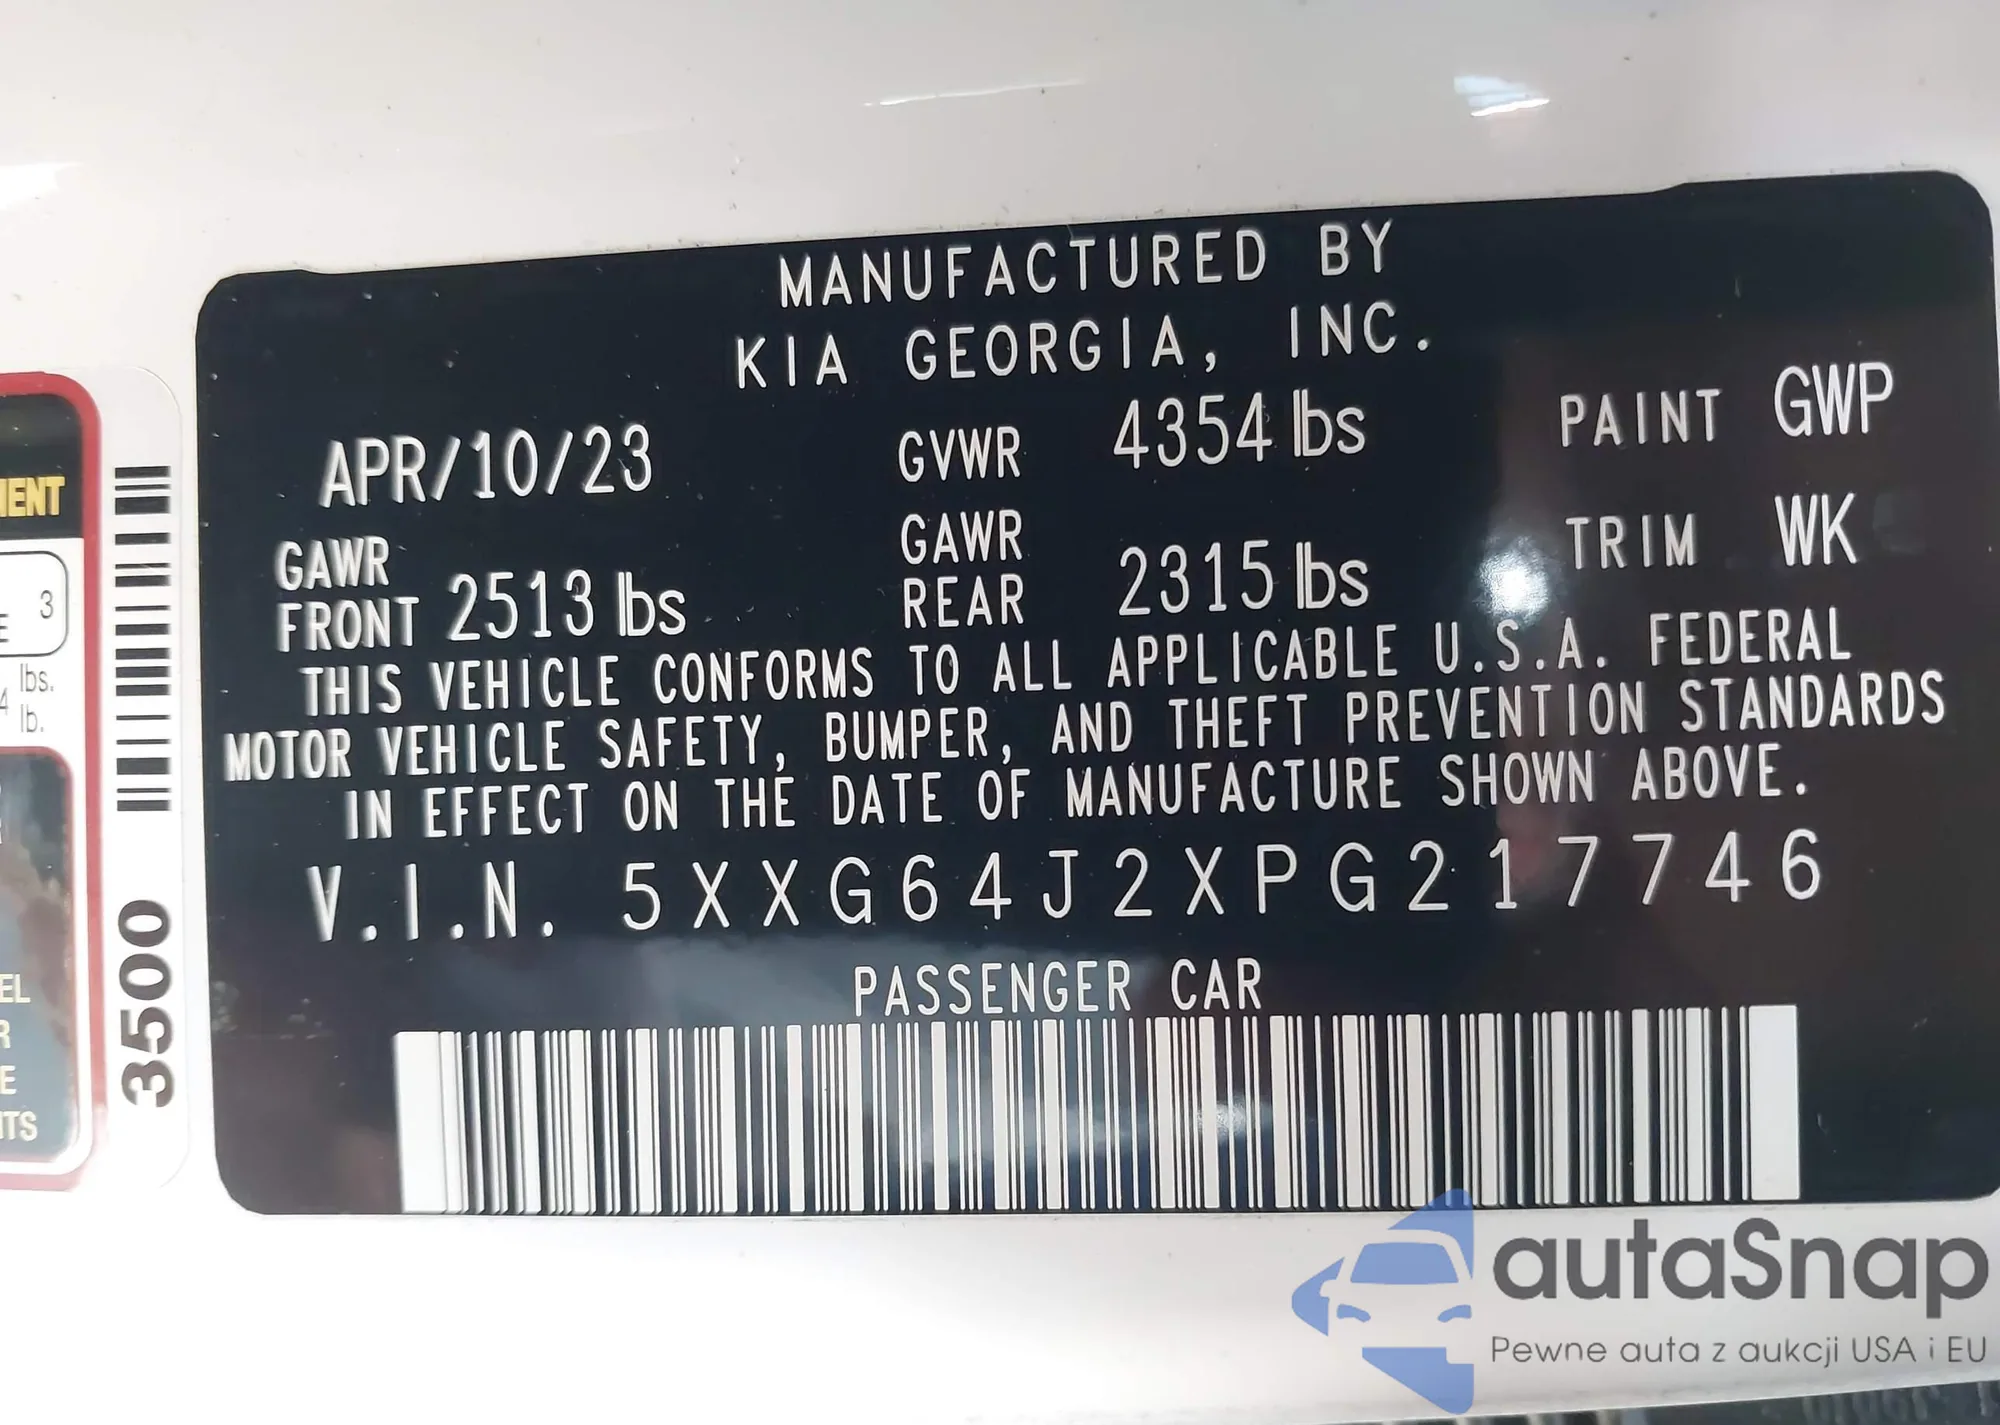 MANUFACTURED BY
KIA GEORGIA, INC.
APR/10/23 GVWR 4354 lbs PAINT GWP
GAWR FRONT 2513 lbs GAWR REAR 2315 lbs TRIM WK
THIS VEHICLE CONFORMS TO ALL APPLICABLE U.S.A. FEDERAL
MOTOR VEHICLE SAFETY, BUMPER, AND THEFT PREVENTION STANDARDS
IN EFFECT ON THE DATE OF MANUFACTURE SHOWN ABOVE.
V.I.N. 5XXG64J2XPG217746
PASSENGER CAR
3500
3
lbs.
lb.
autaSnap
Pewne auta z aukcji USA i EU